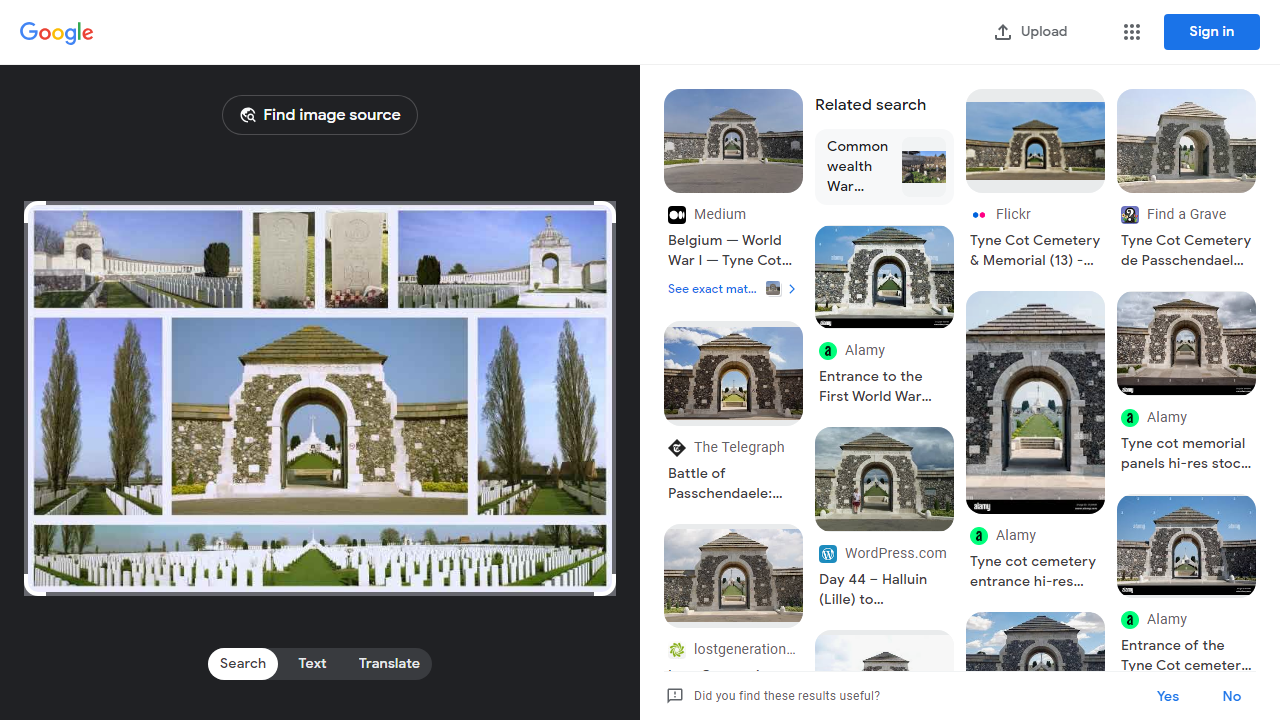 Google
Upload
Sign in
Find image source
Search
Text
Translate
Medium
Belgium — World
War I — Tyne Cot...
See exact mat...
The Telegraph
Battle of
Passchendaele:...
lostgeneration...
Related search
Common
wealth
War...
Alamy
Entrance to the
First World War...
WordPress.com
Day 44 – Halluin
(Lille) to...
Flickr
Tyne Cot Cemetery
& Memorial (13) -...
alamy
Alamy
Tyne cot cemetery
entrance hi-res...
Find a Grave
Tyne Cot Cemetery
de Passchendael...
Alamy
Tyne cot memorial
panels hi-res stoc...
Alamy
Entrance of the
Tyne Cot cemeter...
Did you find these results useful?
Yes
No